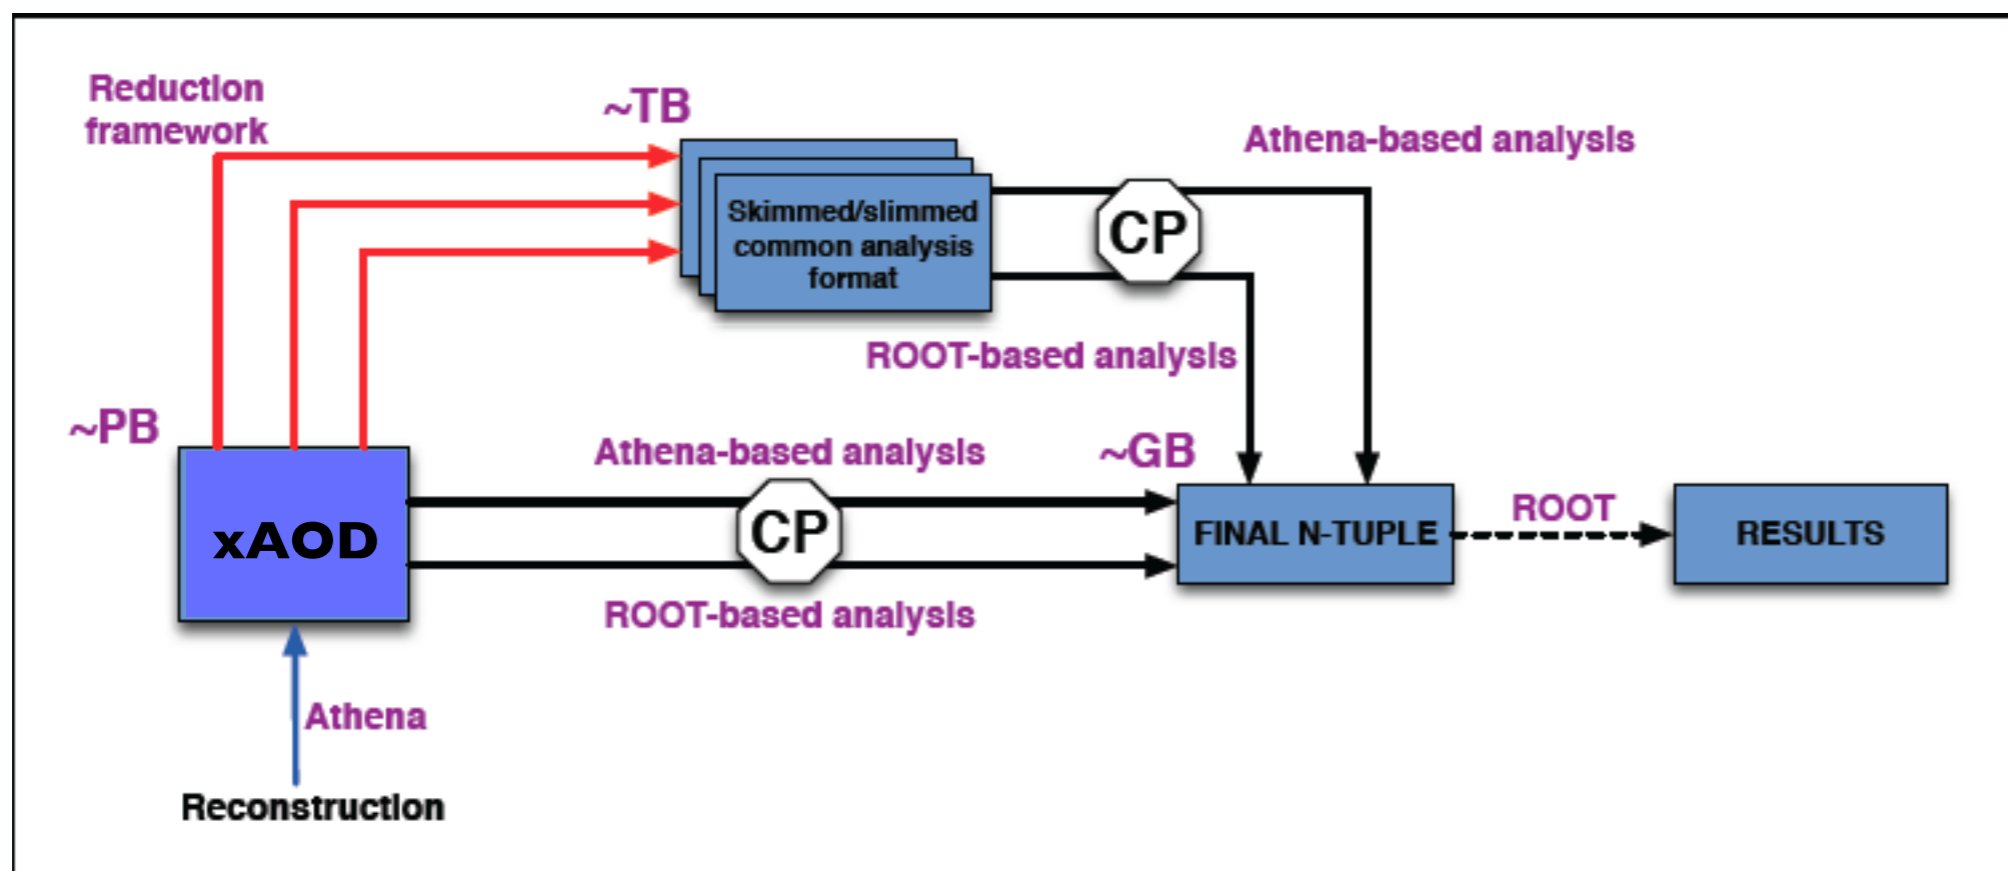 Reduction
framework
~TB
Athena-based analysis
Skimmed/slimmed
common analysis
format
CP
ROOT-based analysis
~PB
Athena-based analysis
~GB
xAOD
CP
FINAL N-TUPLE
ROOT
RESULTS
ROOT-based analysis
Athena
Reconstruction